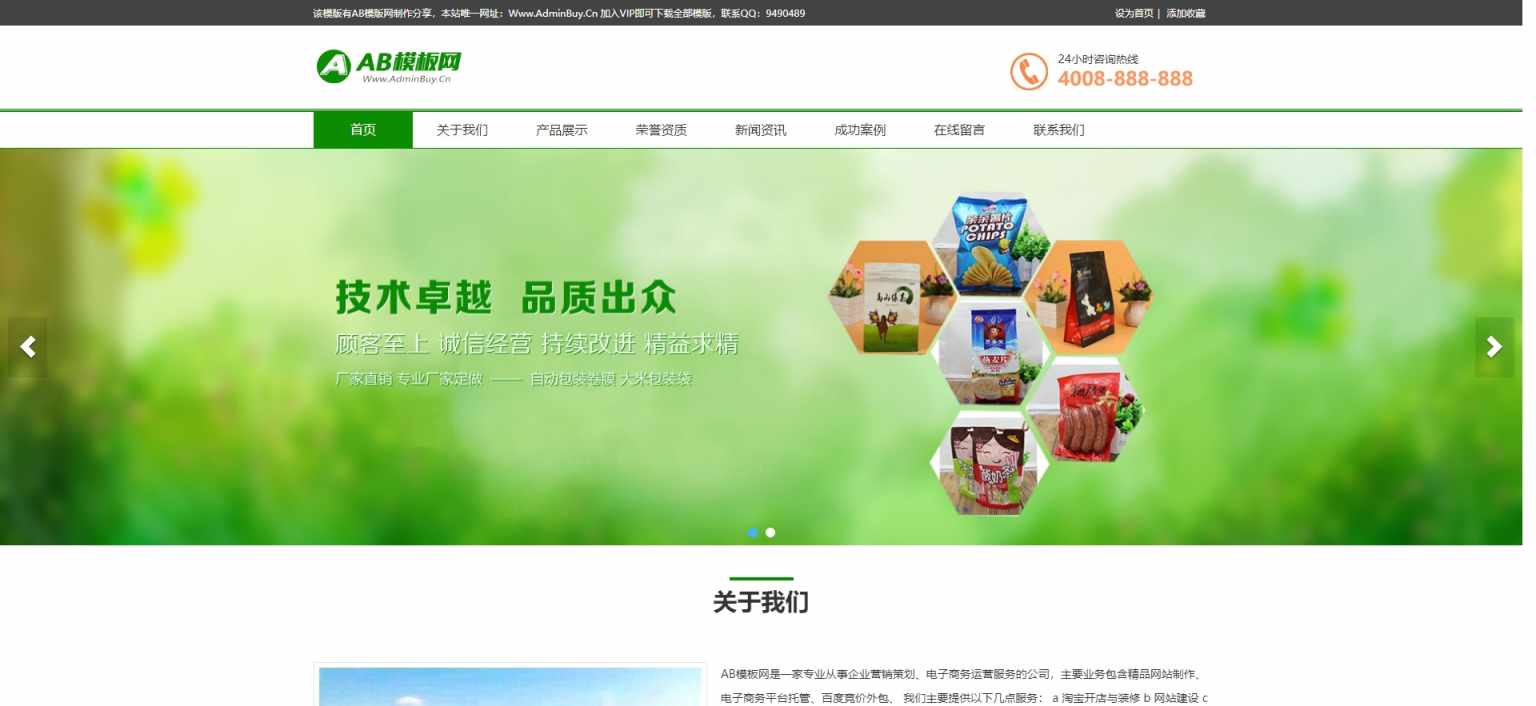 该模版有AB模版网制作分享，本站唯一网址：Www.AdminBuy.Cn 加入VIP即可下载全部模版，联系QQ：9490489
设为首页 | 添加收藏
AB模板网
Www.AdminBuy.Cn
24小时咨询热线
4008-888-888
首页 关于我们 产品展示 荣誉资质 新闻资讯 成功案例 在线留言 联系我们
POTATO
CHIPS
燕麦片
酸奶条
技术卓越 品质出众
顾客至上 诚信经营 持续改进 精益求精
厂家直销 专业厂家定做 —— 自动包装卷膜 大米包装袋
关于我们
AB模板网是一家专业从事企业营销策划、电子商务运营服务的公司，主要业务包含精品网站制作、
电子商务平台托管、百度竞价外包、 我们主要提供以下几点服务： a 淘宝开店与装修 b 网站建设 c